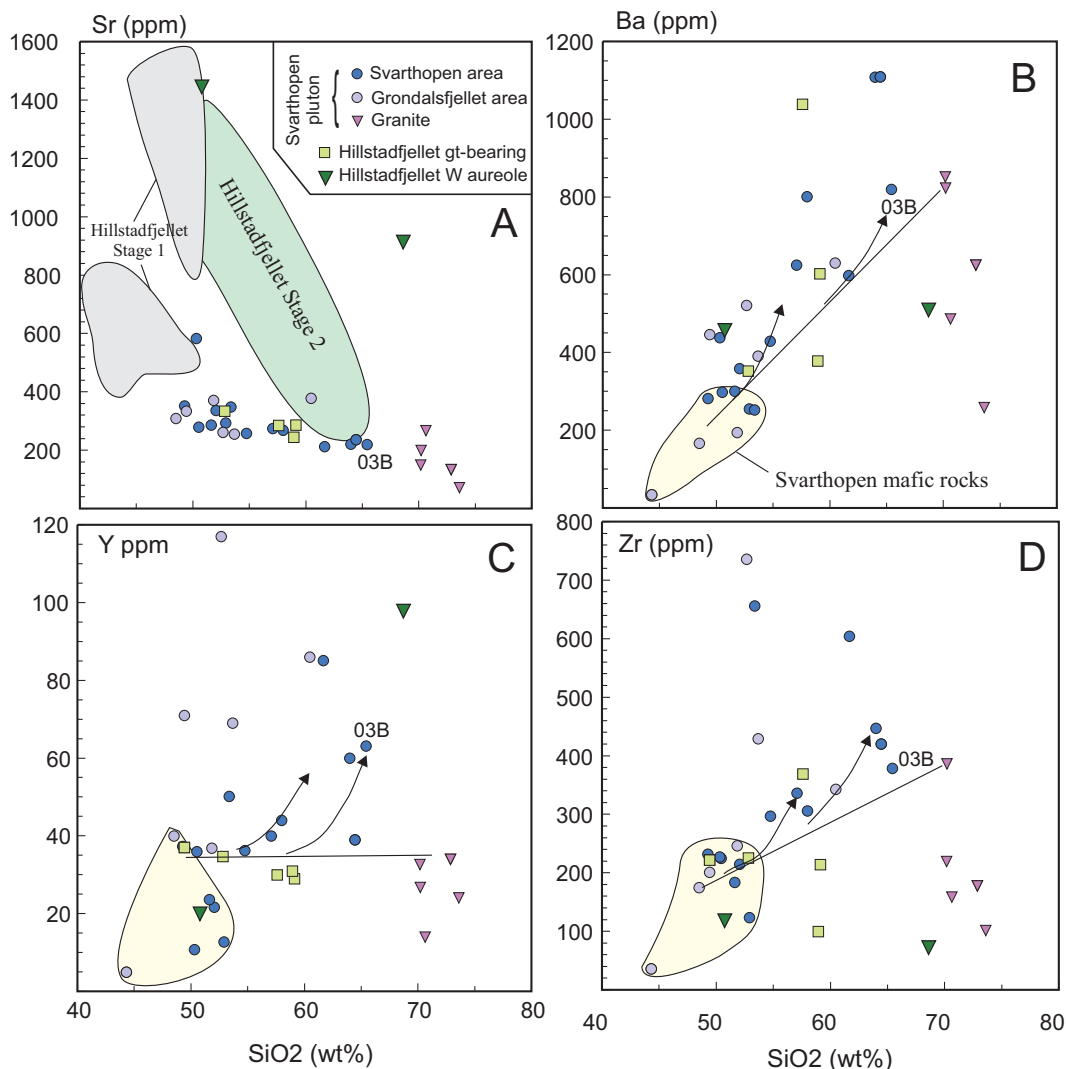 Sr (ppm)
1600
1400
1200
1000
800
600
400
200
Svarthopen
pluton
Svarthopen area
Grondalsfjellet area
Granite
Hillstadfjellet gt-bearing
Hillstadfjellet W aureole
A
Hillstadfjellet
Stage 1
Hillstadfjellet Stage 2
03B
Ba (ppm)
1200
1000
800
600
400
200
B
03B
Svarthopen mafic rocks
Y ppm
120
100
80
60
40
20
C
03B
40
50
60
70
80
SiO2 (wt%)
Zr (ppm)
800
700
600
500
400
300
200
100
D
03B
40
50
60
70
80
SiO2 (wt%)